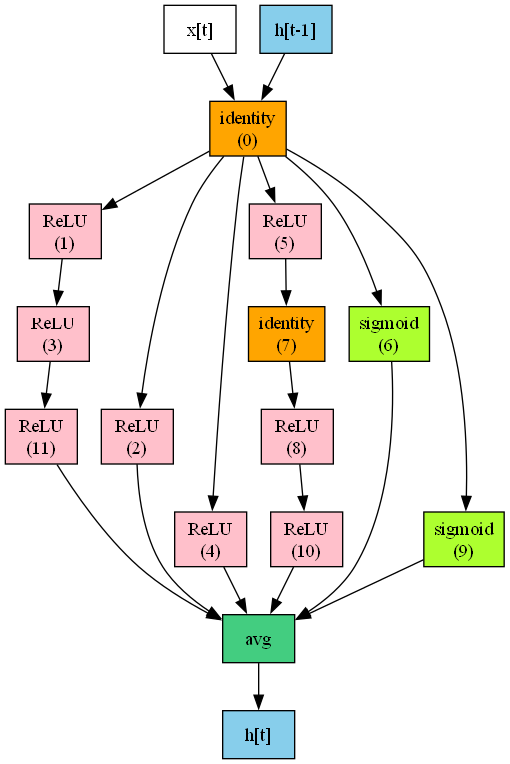 x[t]
h[t-1]
identity
(0)
ReLU
(1)
ReLU
(5)
ReLU
(3)
identity
(7)
sigmoid
(6)
ReLU
(11)
ReLU
(2)
ReLU
(8)
ReLU
(4)
ReLU
(10)
sigmoid
(9)
avg
h[t]